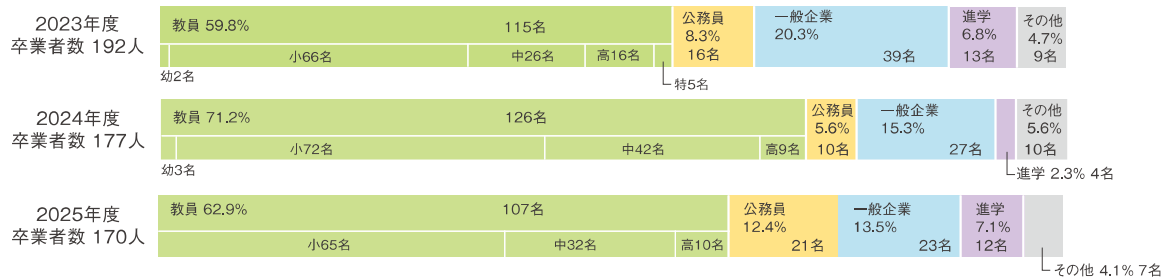 2023年度
卒業者数 192人
教員 59.8%
115名
公務員
8.3%
16名
一般企業
20.3%
39名
進学
6.8%
13名
その他
4.7%
9名
幼2名
小66名
中26名
高16名
特5名
2024年度
卒業者数 177人
教員 71.2%
126名
公務員
5.6%
10名
一般企業
15.3%
27名
進学 2.3% 4名
その他
5.6%
10名
幼3名
小72名
中42名
高9名
2025年度
卒業者数 170人
教員 62.9%
107名
公務員
12.4%
21名
一般企業
13.5%
23名
進学
7.1%
12名
その他 4.1% 7名
小65名
中32名
高10名